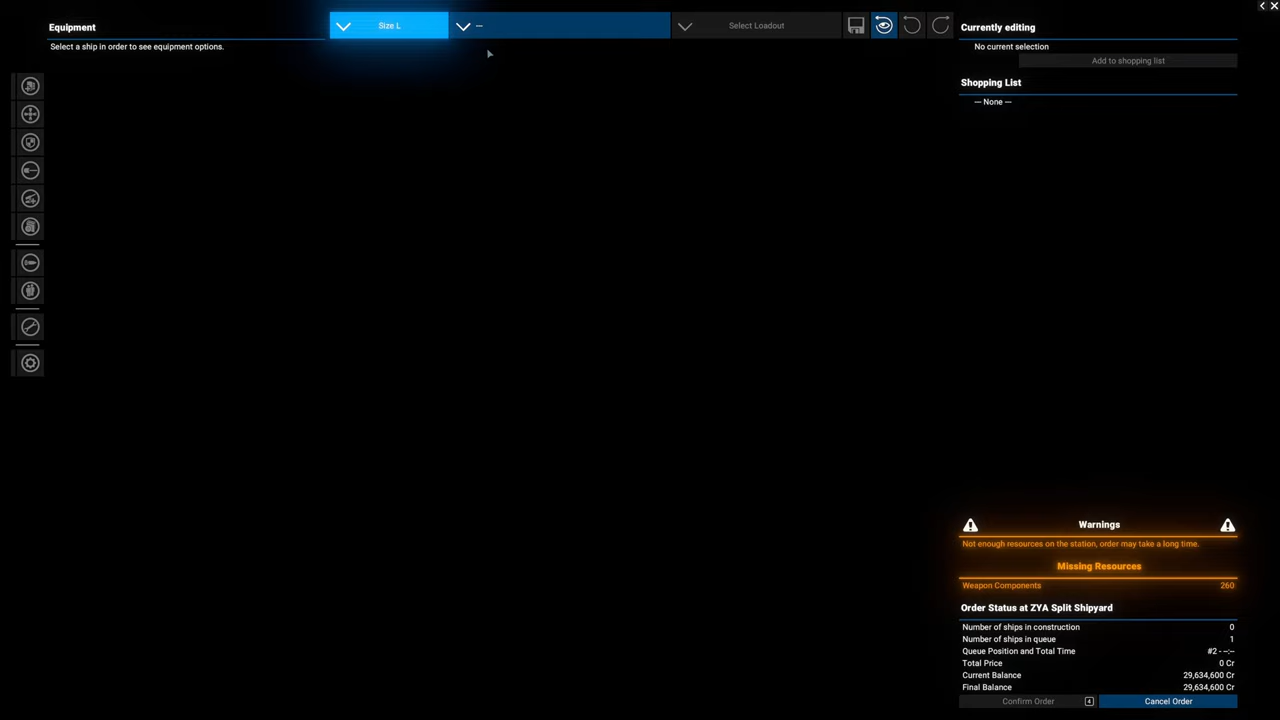 Equipment
Select a ship in order to see equipment options.
Size L
—
Select Loadout
Currently editing
No current selection
Add to shopping list
Shopping List
— None —
Warnings
Not enough resources on the station, order may take a long time.
Missing Resources
Weapon Components 260
Order Status at ZYA Split Shipyard
Number of ships in construction 0
Number of ships in queue 1
Queue Position and Total Time #2 - --:--
Total Price 0 Cr
Current Balance 29,634,600 Cr
Final Balance 29,634,600 Cr
Confirm Order 4 Cancel Order